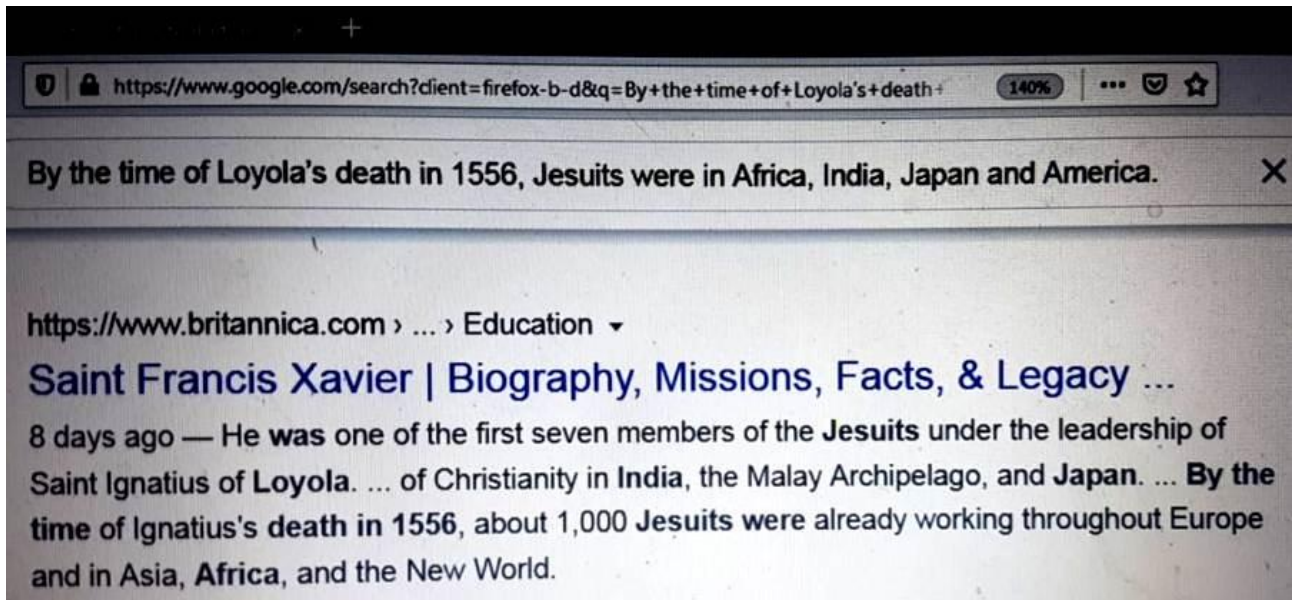 https://www.google.com/search?client=firefox-b-d&q=By+the+time+of+Loyola's+death+
140%
By the time of Loyola's death in 1556, Jesuits were in Africa, India, Japan and America.
https://www.britannica.com › ... › Education
Saint Francis Xavier | Biography, Missions, Facts, & Legacy ...
8 days ago — He was one of the first seven members of the Jesuits under the leadership of
Saint Ignatius of Loyola. ... of Christianity in India, the Malay Archipelago, and Japan. ... By the
time of Ignatius's death in 1556, about 1,000 Jesuits were already working throughout Europe
and in Asia, Africa, and the New World.